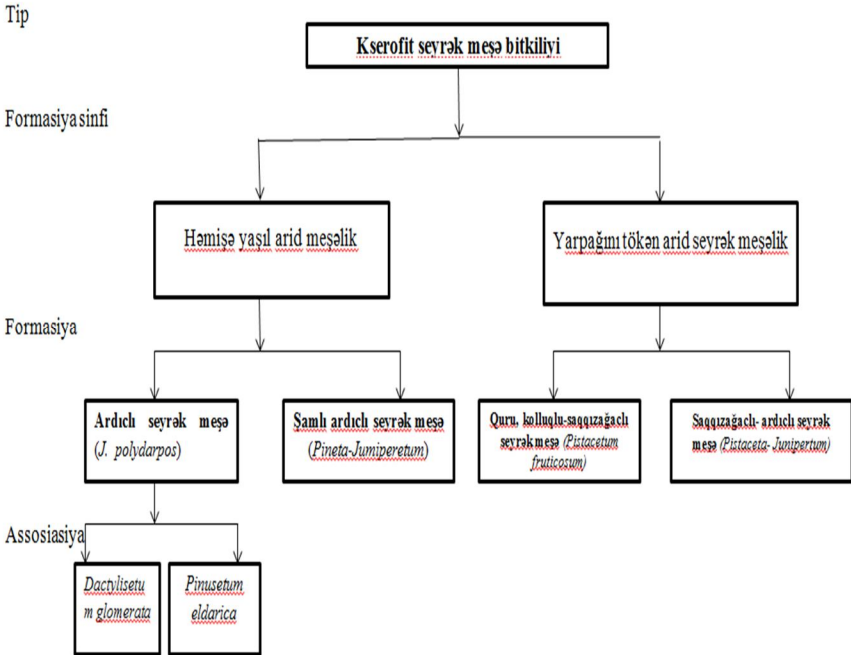 Tip
Kserofit seyrək meşə bitkiliyi
Formasiya sinfi
Həmişə yaşıl arid meşəlik
Yarpağını tökən arid seyrək meşəlik
Formasiya
Ardıclı seyrək meşə
(J. polydarpos)
Şamlı ardıclı seyrək meşə
(Pineta-Jumiperetum)
Quru, kolluqlu-saqqızağaclı
seyrək meşə (Pistacetum
fruticosum)
Saqqızağaclı- ardıclı seyrək
meşə (Pistaceta- Junipertum)
Assosiasiya
Dactylisetu
m glomerata
Pinusetum
eldarica